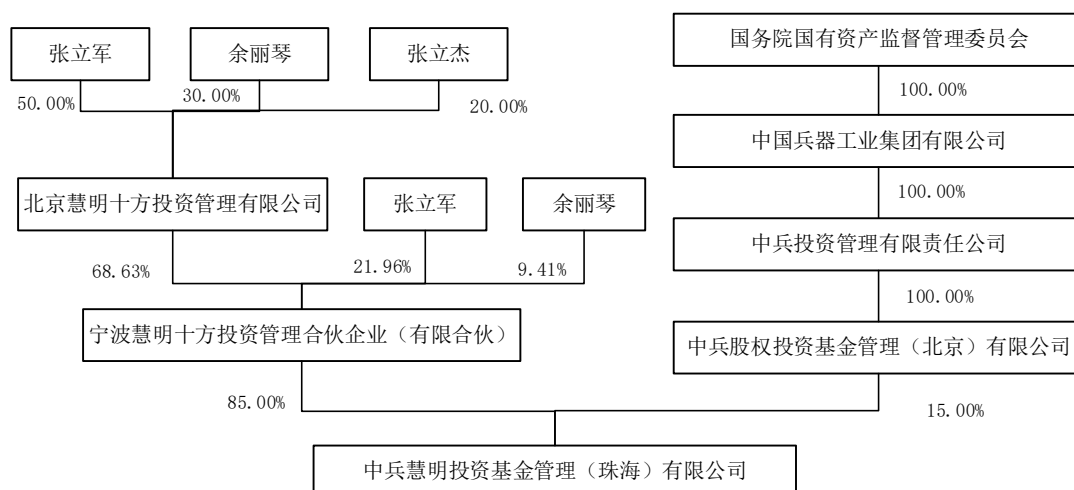 张立军
余丽琴
张立杰
国务院国有资产监督管理委员会
50.00%
30.00%
20.00%
100.00%
中国兵器工业集团有限公司
100.00%
北京慧明十方投资管理有限公司
张立军
余丽琴
中兵投资管理有限责任公司
68.63%
21.96%
9.41%
100.00%
宁波慧明十方投资管理合伙企业（有限合伙）
中兵股权投资基金管理（北京）有限公司
85.00%
15.00%
中兵慧明投资基金管理（珠海）有限公司